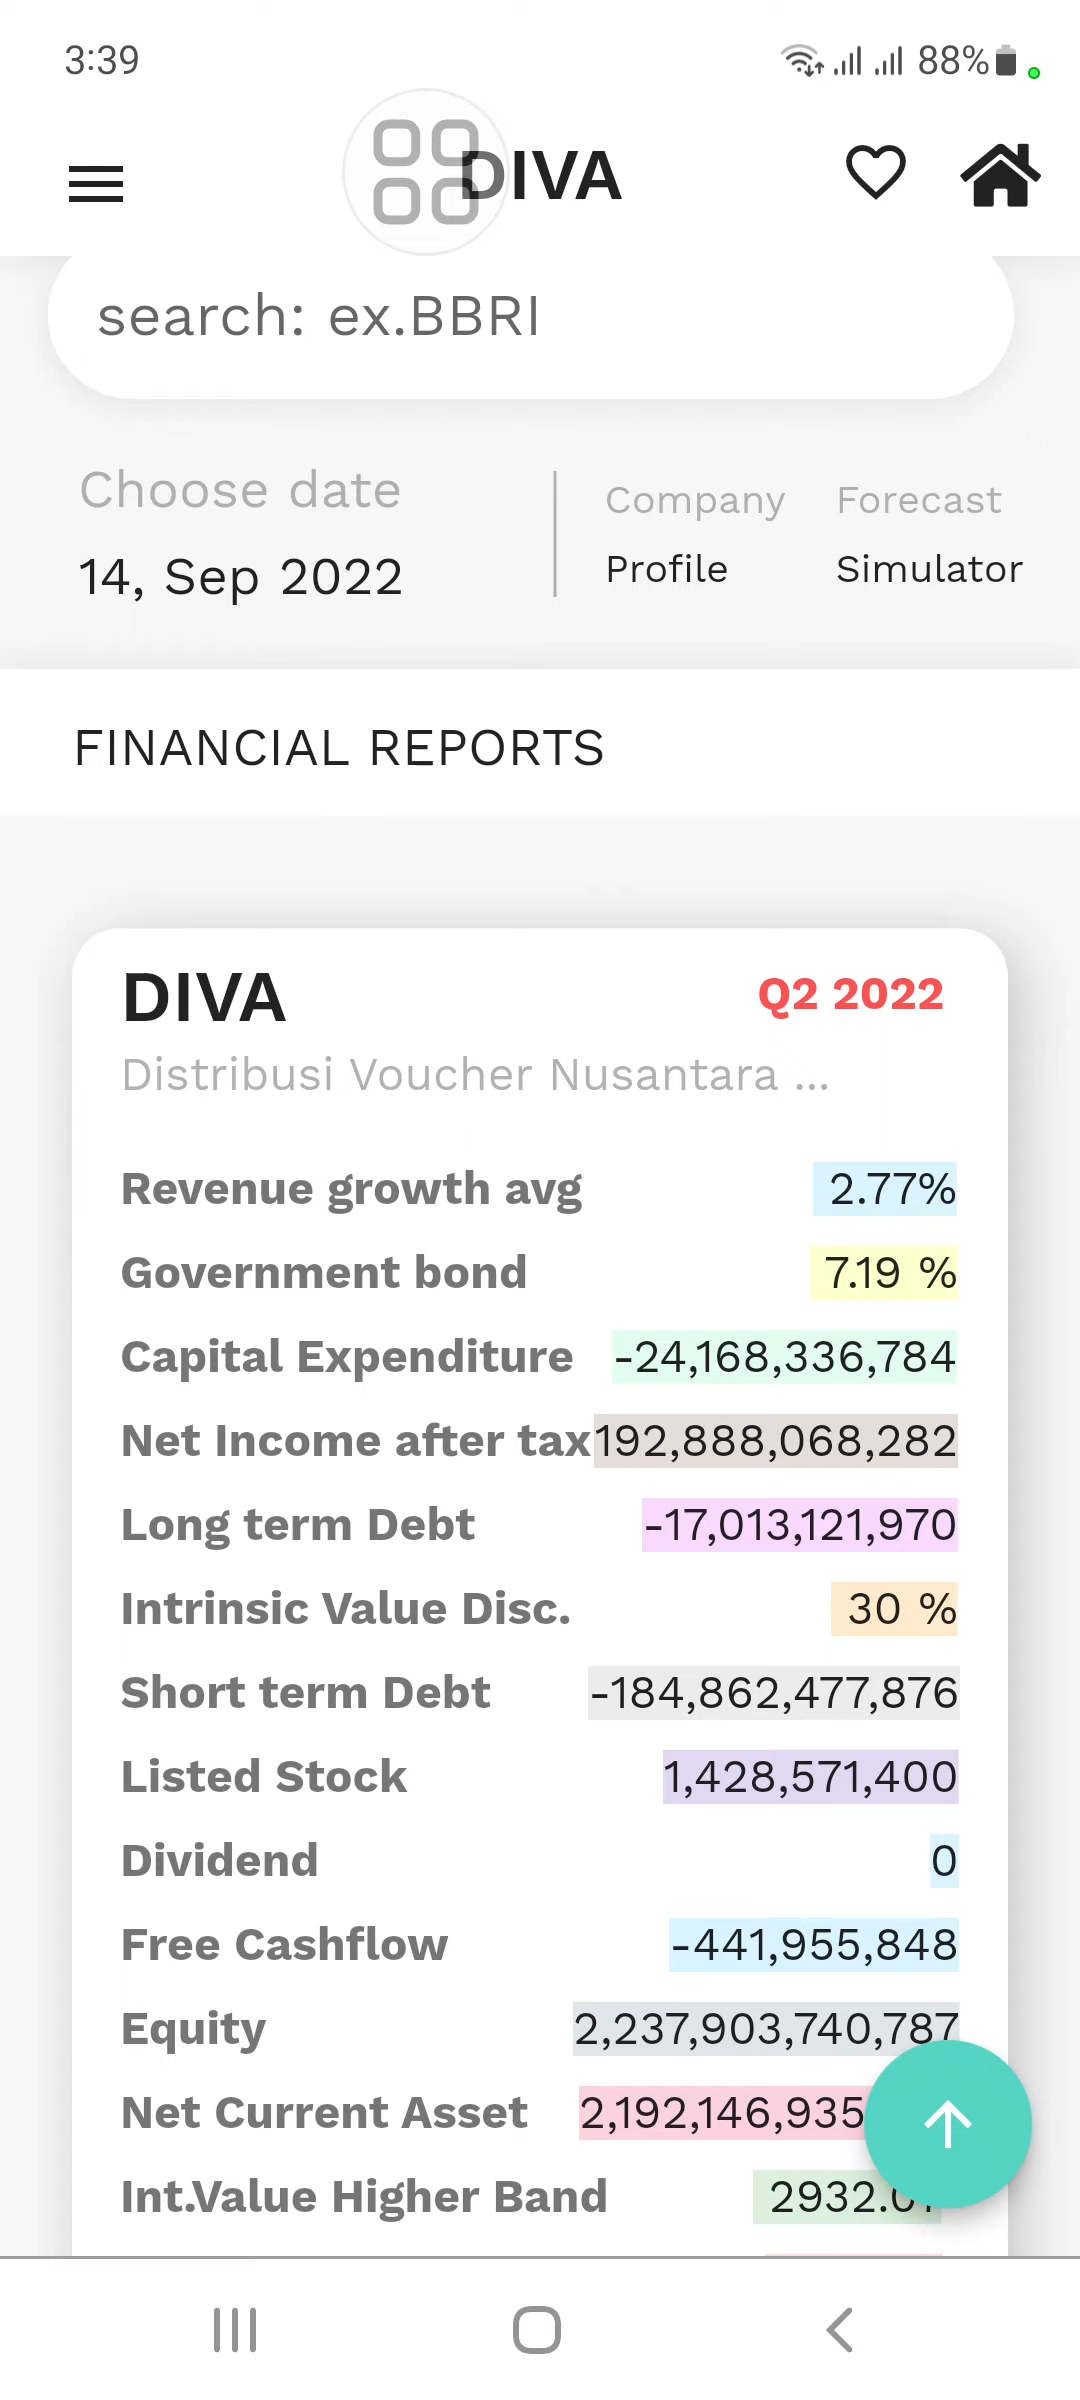 3:39 88%
DIVA
search: ex.BBRI
Choose date Company Forecast
14, Sep 2022 Profile Simulator
FINANCIAL REPORTS
DIVA Q2 2022
Distribusi Voucher Nusantara ...
Revenue growth avg 2.77%
Government bond 7.19 %
Capital Expenditure -24,168,336,784
Net Income after tax 192,888,068,282
Long term Debt -17,013,121,970
Intrinsic Value Disc. 30 %
Short term Debt -184,862,477,876
Listed Stock 1,428,571,400
Dividend 0
Free Cashflow -441,955,848
Equity 2,237,903,740,787
Net Current Asset 2,192,146,935
Int.Value Higher Band